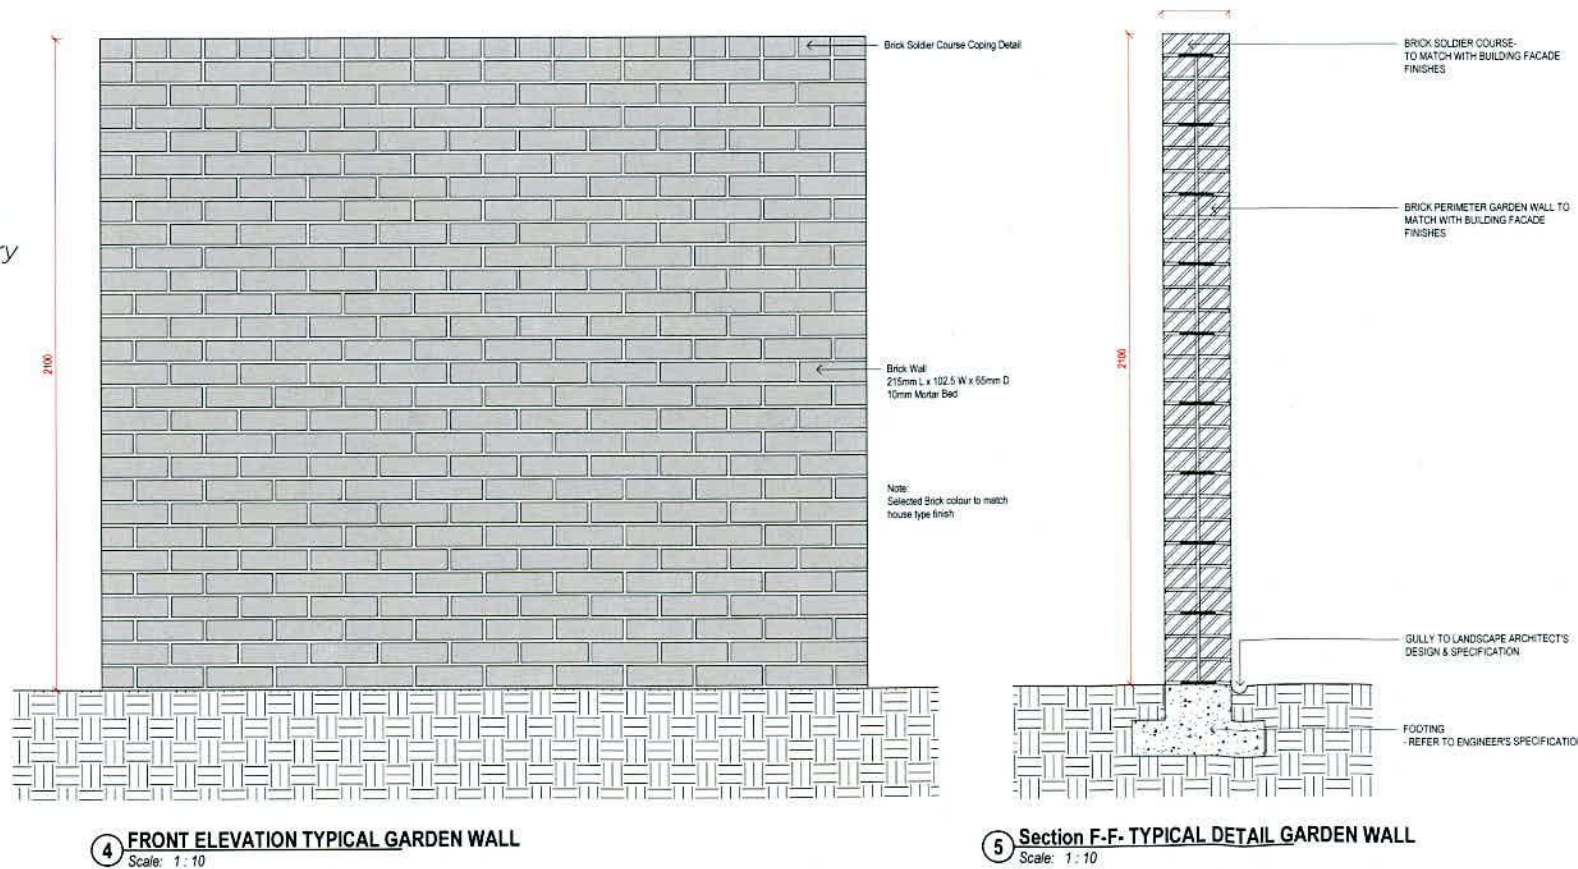 ry
2100
Brick Soldier Course Coping Detail
Brick Wall
215mm L x 102.5 W x 65mm D
10mm Mortar Bed
Note:
Selected Brick colour to match
house type finish
4 FRONT ELEVATION TYPICAL GARDEN WALL
Scale: 1 : 10
2100
BRICK SOLDIER COURSE-
TO MATCH WITH BUILDING FACADE
FINISHES
BRICK PERIMETER GARDEN WALL TO
MATCH WITH BUILDING FACADE
FINISHES
GULLY TO LANDSCAPE ARCHITECT'S
DESIGN & SPECIFICATION
FOOTING
- REFER TO ENGINEER'S SPECIFICATIO
5 Section F-F- TYPICAL DETAIL GARDEN WALL
Scale: 1 : 10